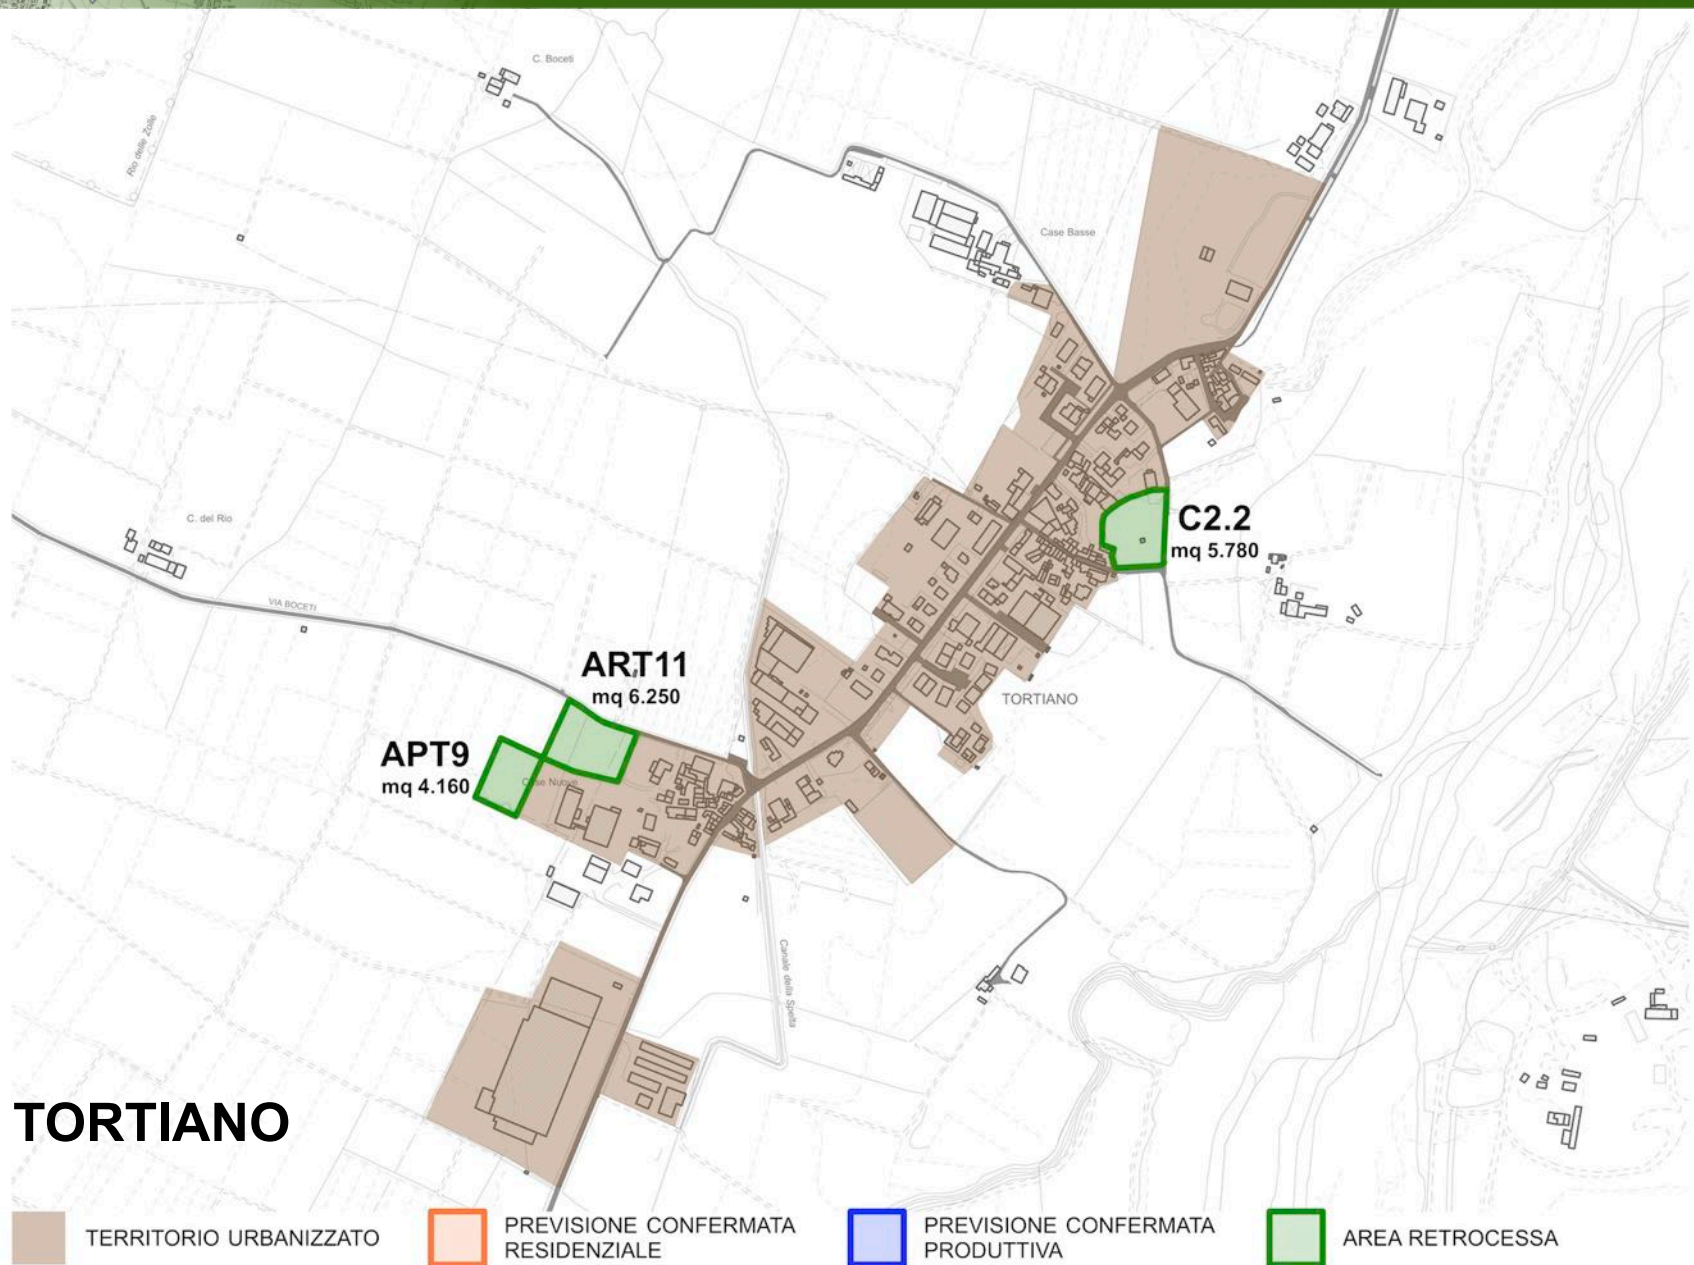 C. Boceti
Rio delle Zolle
Case Basse
C2.2
mq 5.780
C. del Rio
VIA BOCETI
ART11
mq 6.250
TORTIANO
APT9
mq 4.160
Case Nuove
Canale della Spelta
TORTIANO
TERRITORIO URBANIZZATO
PREVISIONE CONFERMATA
RESIDENZIALE
PREVISIONE CONFERMATA
PRODUTTIVA
AREA RETROCESSA